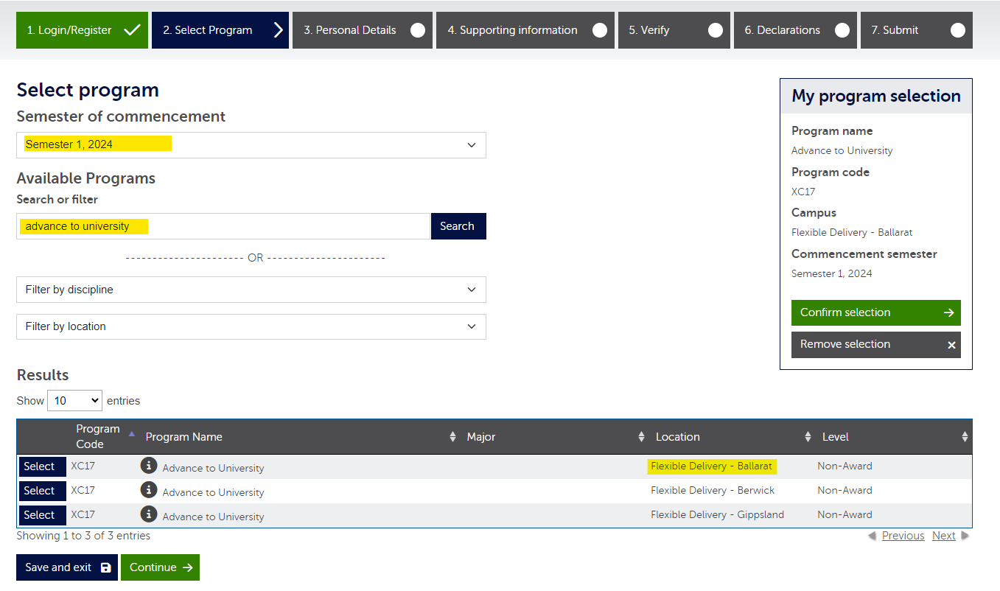 1. Login/Register
2. Select Program
3. Personal Details
4. Supporting information
5. Verify
6. Declarations
7. Submit
Select program
Semester of commencement
Semester 1, 2024
Available Programs
Search or filter
advance to university
Search
---------------------- OR ----------------------
Filter by discipline
Filter by location
My program selection
Program name
Advance to University
Program code
XC17
Campus
Flexible Delivery - Ballarat
Commencement semester
Semester 1, 2024
Confirm selection
Remove selection
Results
Show 10 entries
Program Code Program Name Major Location Level
Select XC17 Advance to University Flexible Delivery - Ballarat Non-Award
Select XC17 Advance to University Flexible Delivery - Berwick Non-Award
Select XC17 Advance to University Flexible Delivery - Gippsland Non-Award
Showing 1 to 3 of 3 entries
Previous Next
Save and exit
Continue